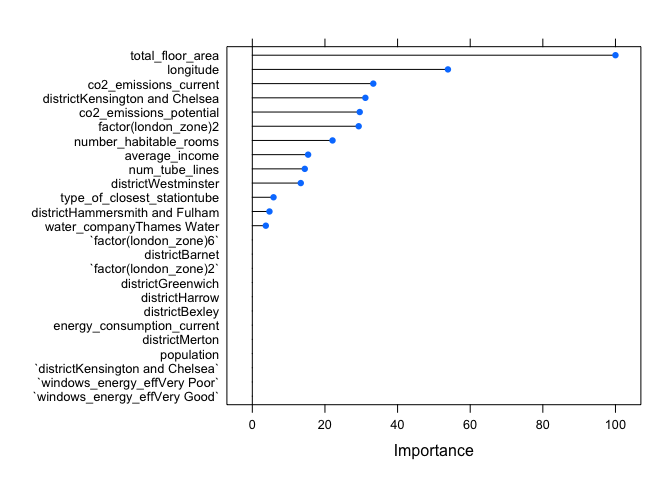 total_floor_area
longitude
co2_emissions_current
districtKensington and Chelsea
co2_emissions_potential
factor(london_zone)2
number_habitable_rooms
average_income
num_tube_lines
districtWestminster
type_of_closest_stationtube
districtHammersmith and Fulham
water_companyThames Water
`factor(london_zone)6`
districtBarnet
`factor(london_zone)2`
districtGreenwich
districtHarrow
districtBexley
energy_consumption_current
districtMerton
population
`districtKensington and Chelsea`
`windows_energy_effVery Poor`
`windows_energy_effVery Good`
0 20 40 60 80 100
Importance